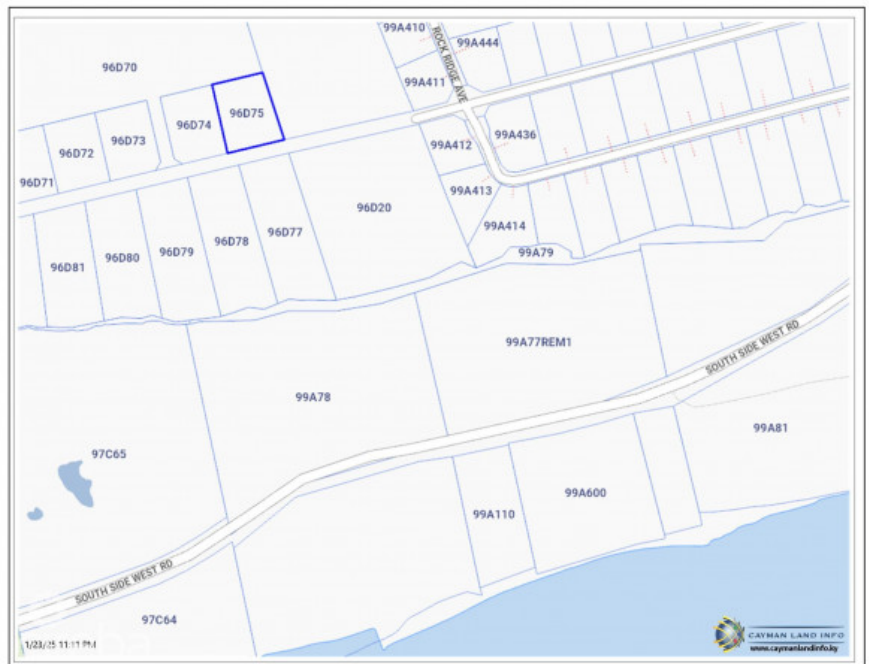 99A410
99A444
ROCK RIDGE AVE
96D70
99A411
96D75
96D74
96D73
96D72
96D71
99A436
99A412
99A413
96D20
99A414
96D77
96D78
96D79
96D80
96D81
99A79
99A77REM1
SOUTH SIDE WEST RD
99A78
99A81
97C65
99A600
99A110
SOUTH SIDE WEST RD
97C64
1/23/25 11:11 PM
CAYMAN LAND INFO
www.caymanlandinfo.ky